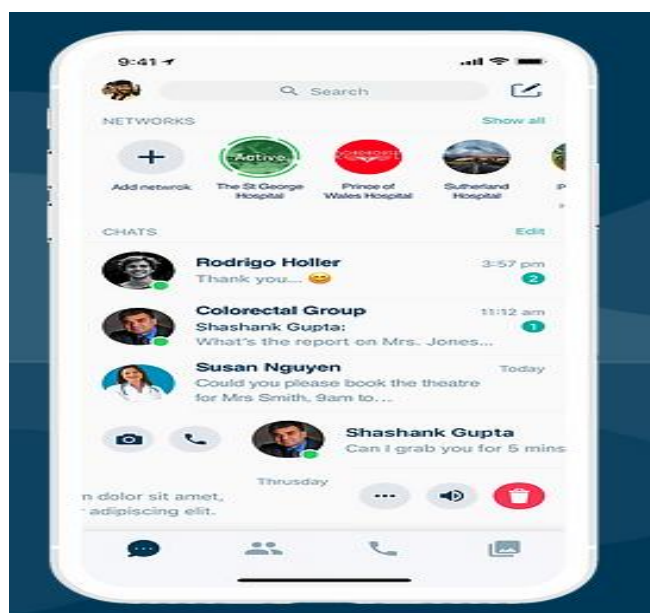 9:41
Search
NETWORKS Show all
Active
Add netwrok
The St George
Hospital
Prince of
Wales Hospital
Sutherland
Hospital
P
CHATS Edit
Rodrigo Holler 3:57 pm
Thank you... 😄 2
Colorectal Group 11:12 am
Shashank Gupta: 1
What's the report on Mrs. Jones...
Susan Nguyen Today
Could you please book the theatre
for Mrs Smith, 9am to...
Shashank Gupta
Can I grab you for 5 mins
Thrusday
n dolor sit amet,
adipiscing elit.